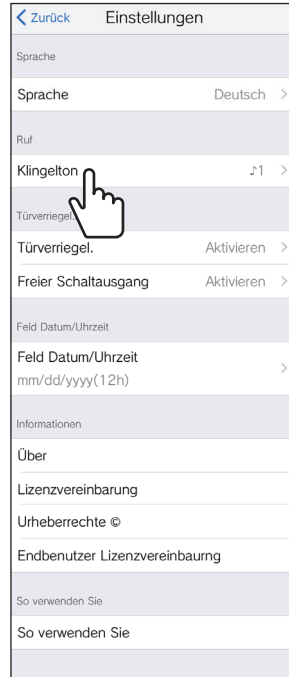 Zurück Einstellungen
Sprache
Sprache Deutsch
Ruf
Klingelton ♪1
Türverriegel.
Türverriegel. Aktivieren
Freier Schaltausgang Aktivieren
Feld Datum/Uhrzeit
Feld Datum/Uhrzeit
mm/dd/yyyy(12h)
Informationen
Über
Lizenzvereinbarung
Urheberrechte ©
Endbenutzer Lizenzvereinbaurng
So verwenden Sie
So verwenden Sie